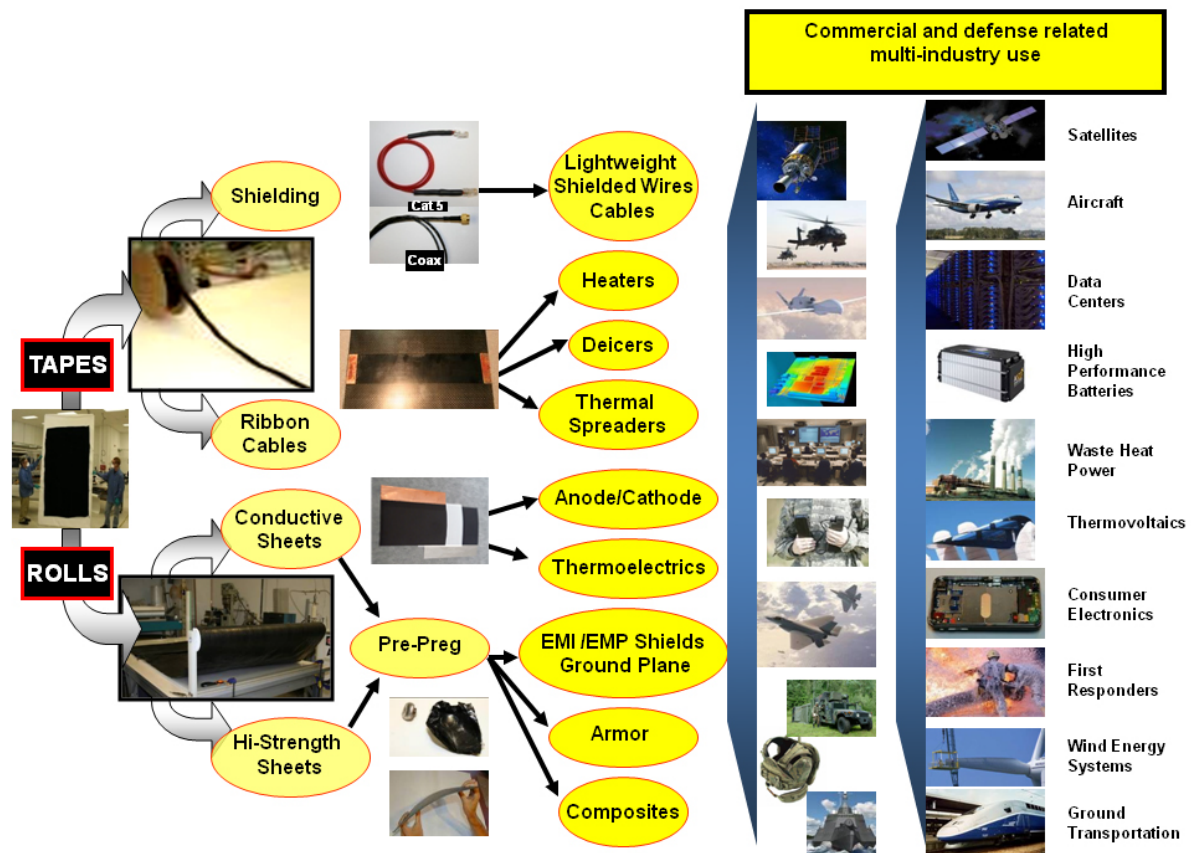 Commercial and defense related
multi-industry use
Shielding
Cat 5
Coax
Lightweight
Shielded Wires
Cables
Heaters
TAPES
Deicers
Thermal
Spreaders
Ribbon
Cables
Conductive
Sheets
Anode/Cathode
Thermoelectrics
ROLLS
Pre-Preg
EMI /EMP Shields
Ground Plane
Hi-Strength
Sheets
Armor
Composites
Satellites
Aircraft
Data
Centers
High
Performance
Batteries
Waste Heat
Power
Thermovoltaics
Consumer
Electronics
First
Responders
Wind Energy
Systems
Ground
Transportation